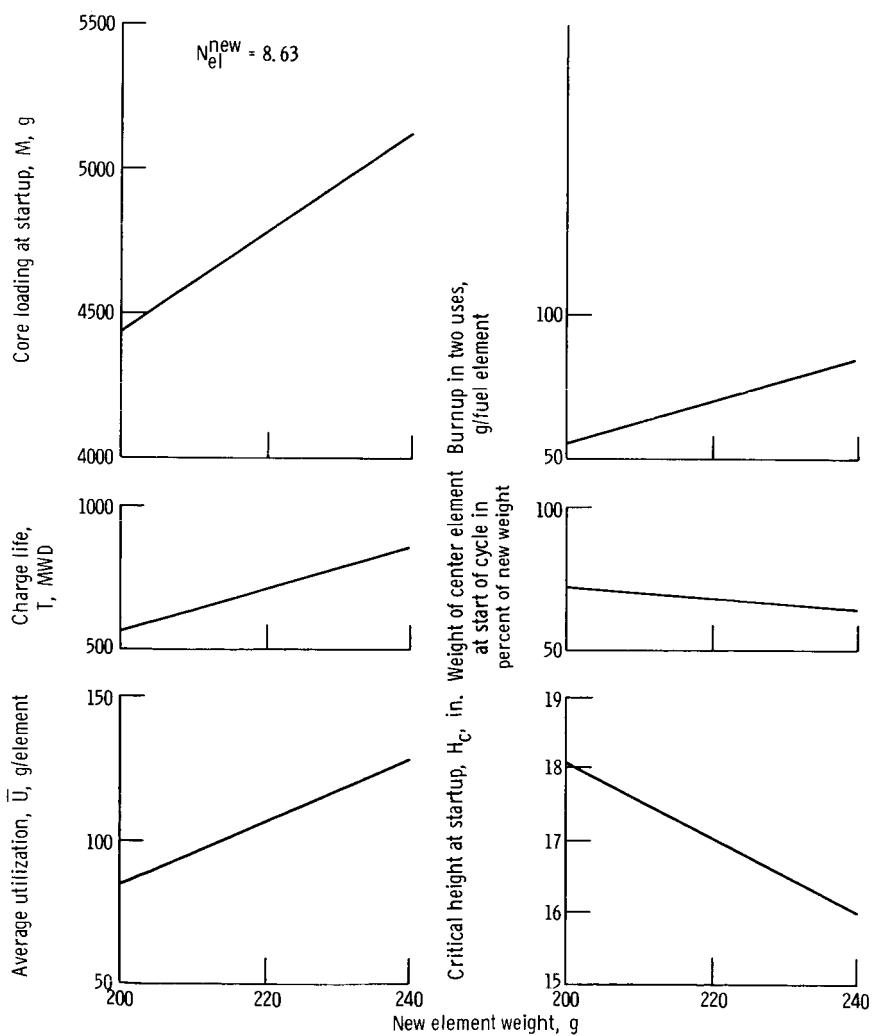 N_el^new = 8.63
Core loading at startup, M, g
5500
5000
4500
4000
Burnup in two uses,
g/fuel element
100
50
Charge life,
T, MWD
1000
500
Weight of center element
at start of cycle in
percent of new weight
100
50
Average utilization, U̅, g/element
150
100
50
200
220
240
Critical height at startup, H_c, in.
19
18
17
16
15
200
220
240
New element weight, g